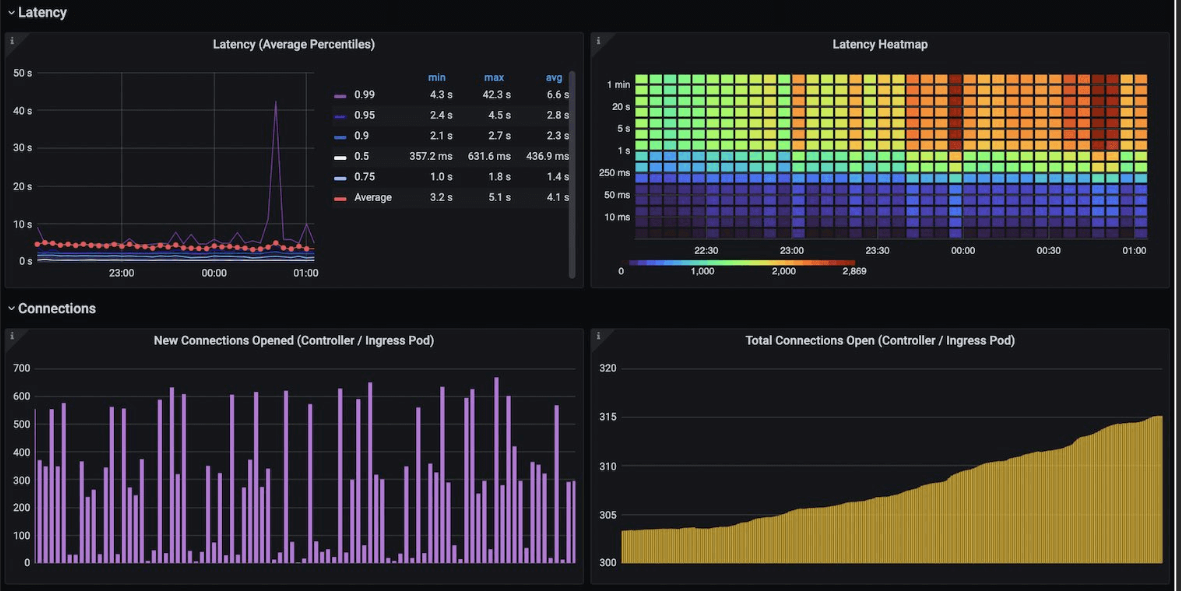 Latency
Latency (Average Percentiles)
50 s
40 s
30 s
20 s
10 s
0 s
23:00 00:00 01:00
min max avg
0.99 4.3 s 42.3 s 6.6 s
0.95 2.4 s 4.5 s 2.8 s
0.9 2.1 s 2.7 s 2.3 s
0.5 357.2 ms 631.6 ms 436.9 ms
0.75 1.0 s 1.8 s 1.4 s
Average 3.2 s 5.1 s 4.1 s
Latency Heatmap
1 min
20 s
5 s
1 s
250 ms
50 ms
10 ms
22:30 23:00 23:30 00:00 00:30 01:00
0 1,000 2,000 2,869
Connections
New Connections Opened (Controller / Ingress Pod)
700
600
500
400
300
200
100
0
Total Connections Open (Controller / Ingress Pod)
320
315
310
305
300